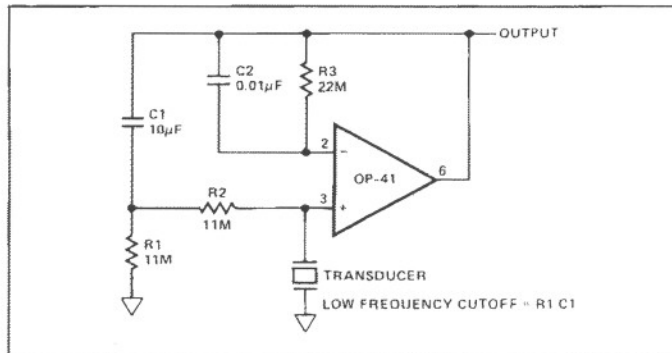 OUTPUT
C2
0.01µF
R3
22M
C1
10µF
2
−
OP-41
6
3
+
R2
11M
R1
11M
TRANSDUCER
LOW FREQUENCY CUTOFF = R1 C1